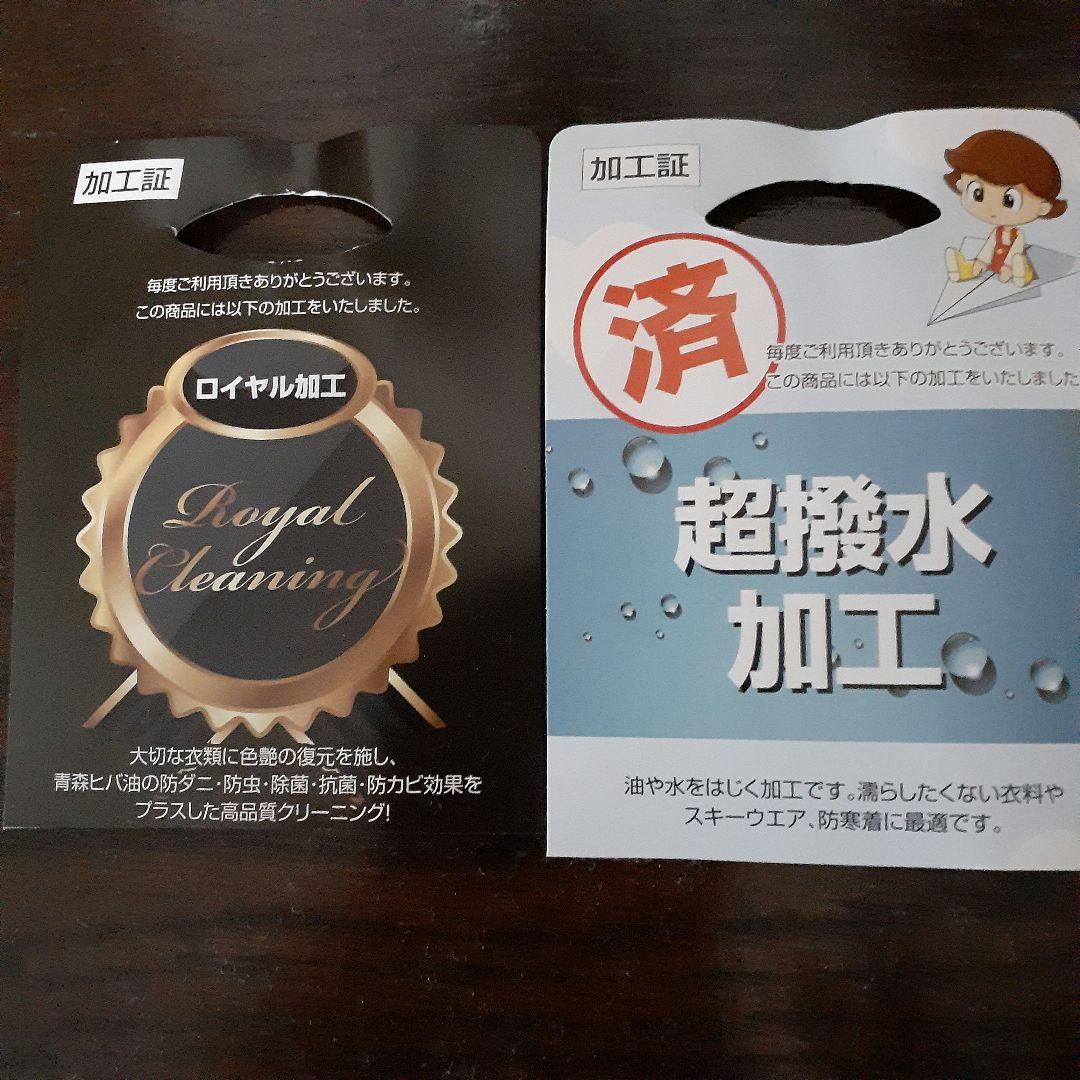 加工証
毎度ご利用頂きありがとうございます。
この商品には以下の加工をいたしました。
ロイヤル加工
Royal
Cleaning
大切な衣類に色艶の復元を施し、
青森ヒバ油の防ダニ・防虫・除菌・抗菌・防カビ効果を
プラスした高品質クリーニング!
加工証
済
毎度ご利用頂きありがとうございます。
この商品には以下の加工をいたしました
超撥水
加工
油や水をはじく加工です。濡らしたくない衣料や
スキーウエア、防寒着に最適です。